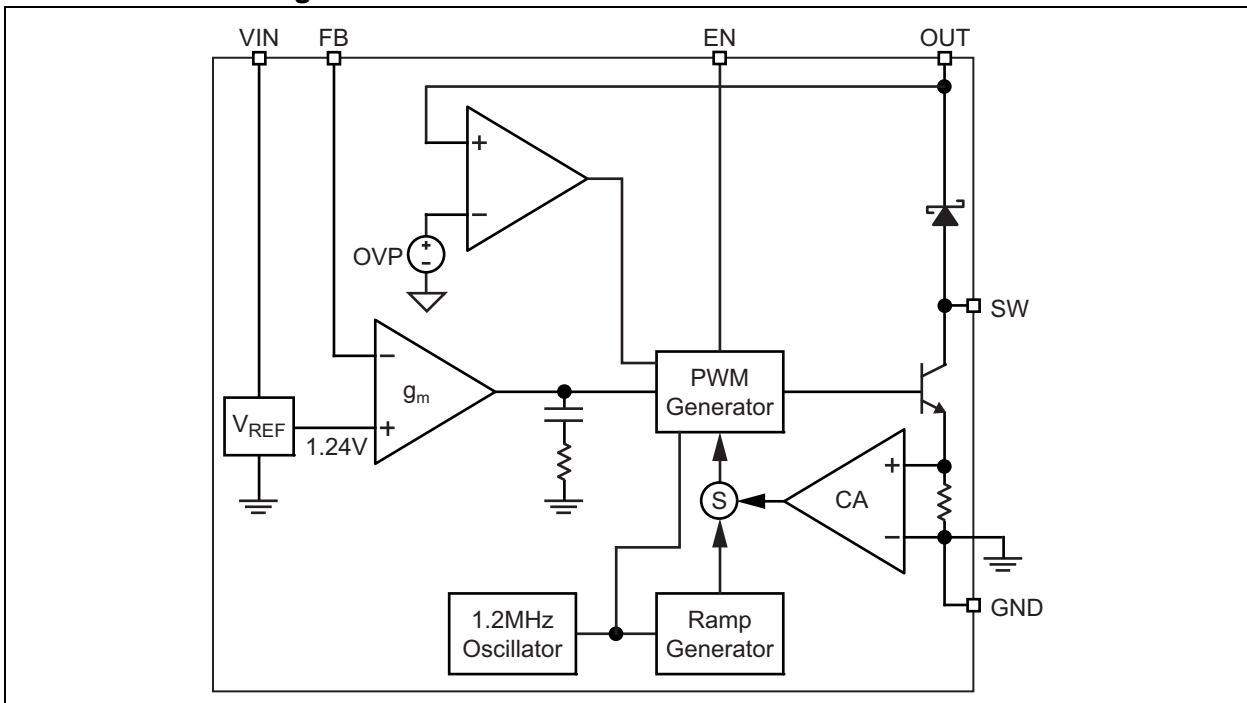 VIN FB EN OUT
+
−
OVP
+
-
SW
−
gm
+
VREF
1.24V
PWM
Generator
+
CA
−
S
GND
1.2MHz
Oscillator
Ramp
Generator